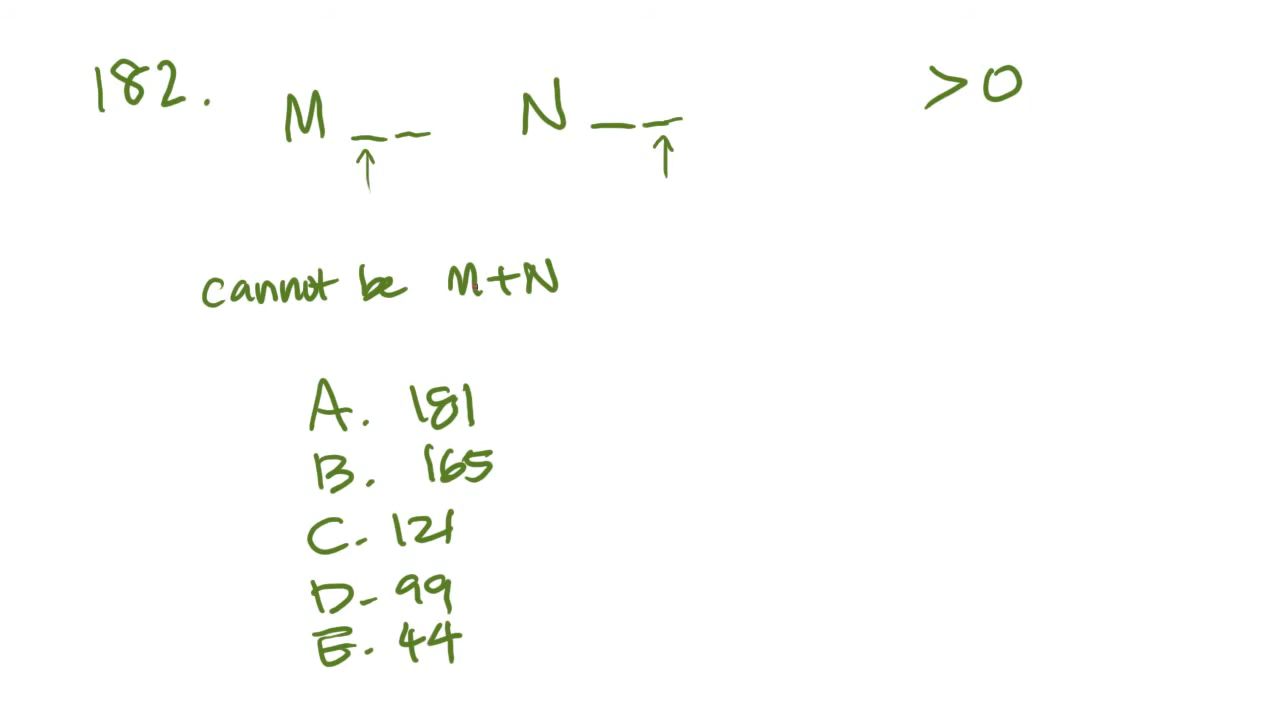 182. M _ _ N _ _ >0
cannot be M+N
A. 181
B. 165
C. 121
D. 99
E. 44